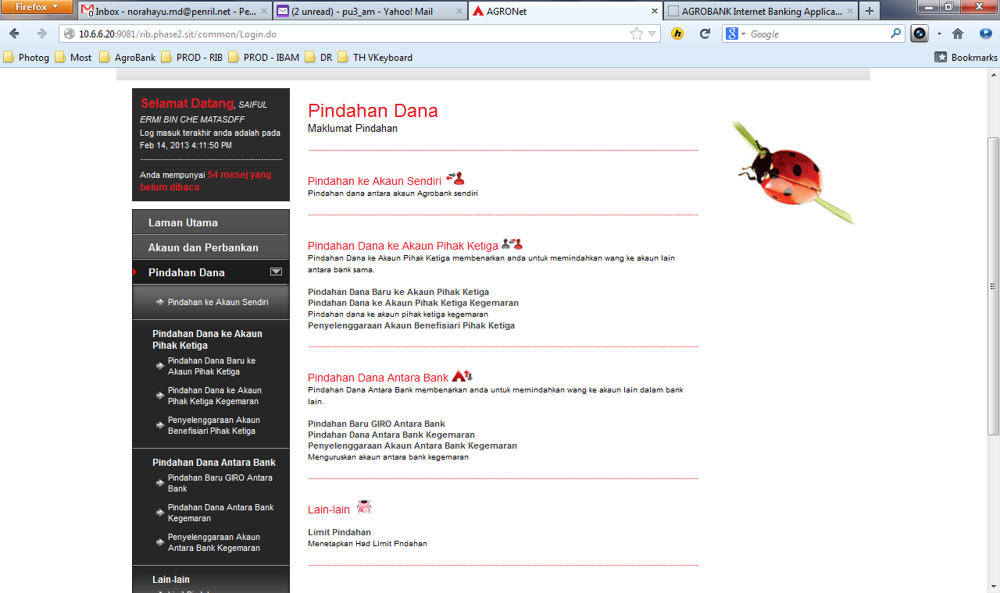 Firefox
Inbox - norahayu.md@penril.net - Pe...
(2 unread) - pu3_am - Yahoo! Mail
AGRONet
AGROBANK Internet Banking Applica...
10.6.6.20:9081/rib.phase2.sit/common/Login.do
Google
Photog
Most
AgroBank
PROD - RIB
PROD - IBAM
DR
TH VKeyboard
Bookmarks
Selamat Datang, SAIFUL
ERMI BIN CHE MATASDFF
Log masuk terakhir anda adalah pada
Feb 14, 2013 4:11:50 PM
Anda mempunyai 54 mesej yang
belum dibaca
Laman Utama
Akaun dan Perbankan
Pindahan Dana
Pindahan ke Akaun Sendiri
Pindahan Dana ke Akaun
Pihak Ketiga
Pindahan Dana Baru ke
Akaun Pihak Ketiga
Pindahan Dana ke Akaun
Pihak Ketiga Kegemaran
Penyelenggaraan Akaun
Benefisiari Pihak Ketiga
Pindahan Dana Antara Bank
Pindahan Baru GIRO Antara
Bank
Pindahan Dana Antara Bank
Kegemaran
Penyelenggaraan Akaun
Antara Bank Kegemaran
Lain-lain
Pindahan Dana
Maklumat Pindahan
Pindahan ke Akaun Sendiri
Pindahan dana antara akaun Agrobank sendiri
Pindahan Dana ke Akaun Pihak Ketiga
Pindahan Dana ke Akaun Pihak Ketiga membenarkan anda untuk memindahkan wang ke akaun lain
antara bank sama.
Pindahan Dana Baru ke Akaun Pihak Ketiga
Pindahan Dana ke Akaun Pihak Ketiga Kegemaran
Pindahan dana ke akaun pihak ketiga kegemaran
Penyelenggaraan Akaun Benefisiari Pihak Ketiga
Pindahan Dana Antara Bank
Pindahan Dana Antara Bank membenarkan anda untuk memindahkan wang ke akaun lain dalam bank
lain.
Pindahan Baru GIRO Antara Bank
Pindahan Dana Antara Bank Kegemaran
Penyelenggaraan Akaun Antara Bank Kegemaran
Menguruskan akaun antara bank kegemaran
Lain-lain
Limit Pindahan
Menetapkan Had Limit Pndahan